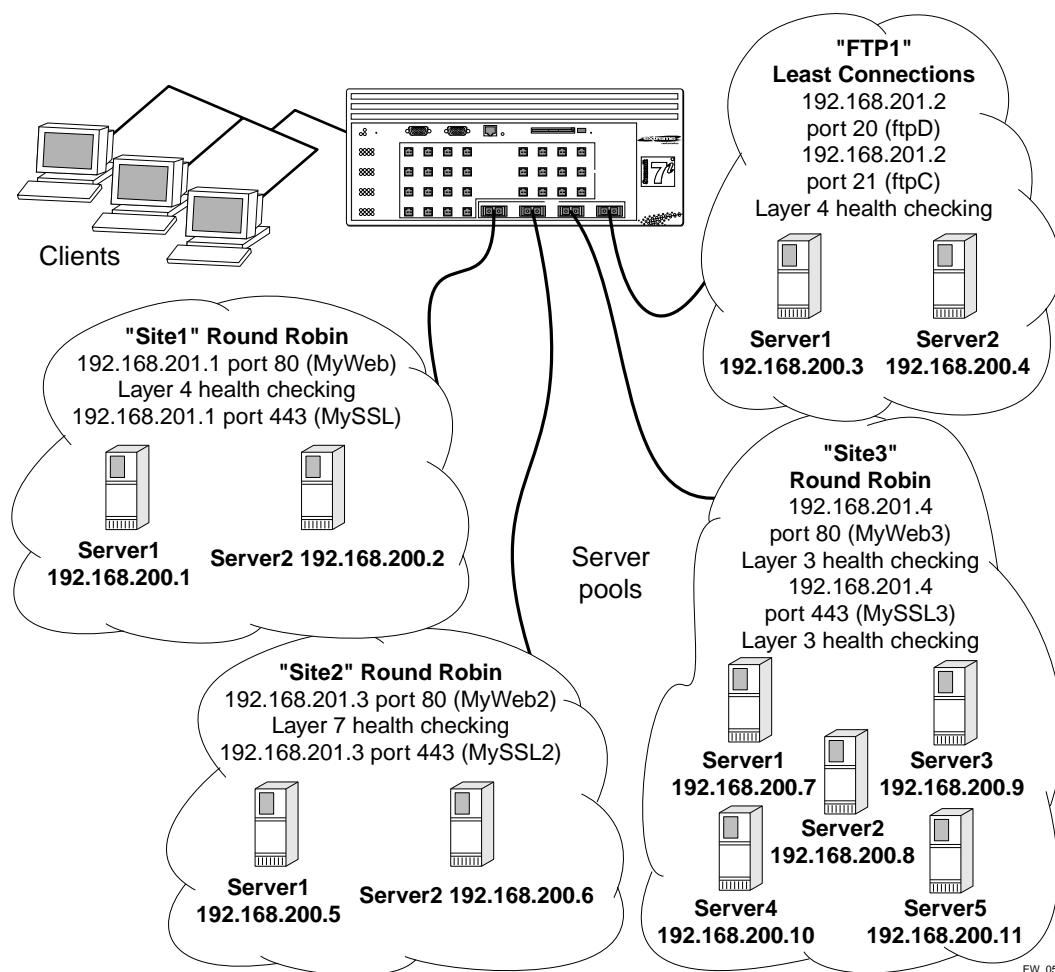 "FTP1"
Least Connections
192.168.201.2
port 20 (ftpD)
192.168.201.2
port 21 (ftpC)
Layer 4 health checking
Server1
192.168.200.3
Server2
192.168.200.4
7i
Clients
"Site1" Round Robin
192.168.201.1 port 80 (MyWeb)
Layer 4 health checking
192.168.201.1 port 443 (MySSL)
Server1
192.168.200.1
Server2 192.168.200.2
Server
pools
"Site3"
Round Robin
192.168.201.4
port 80 (MyWeb3)
Layer 3 health checking
192.168.201.4
port 443 (MySSL3)
Layer 3 health checking
Server1
192.168.200.7
Server3
192.168.200.9
Server2
192.168.200.8
Server4
192.168.200.10
Server5
192.168.200.11
"Site2" Round Robin
192.168.201.3 port 80 (MyWeb2)
Layer 7 health checking
192.168.201.3 port 443 (MySSL2)
Server1
192.168.200.5
Server2 192.168.200.6